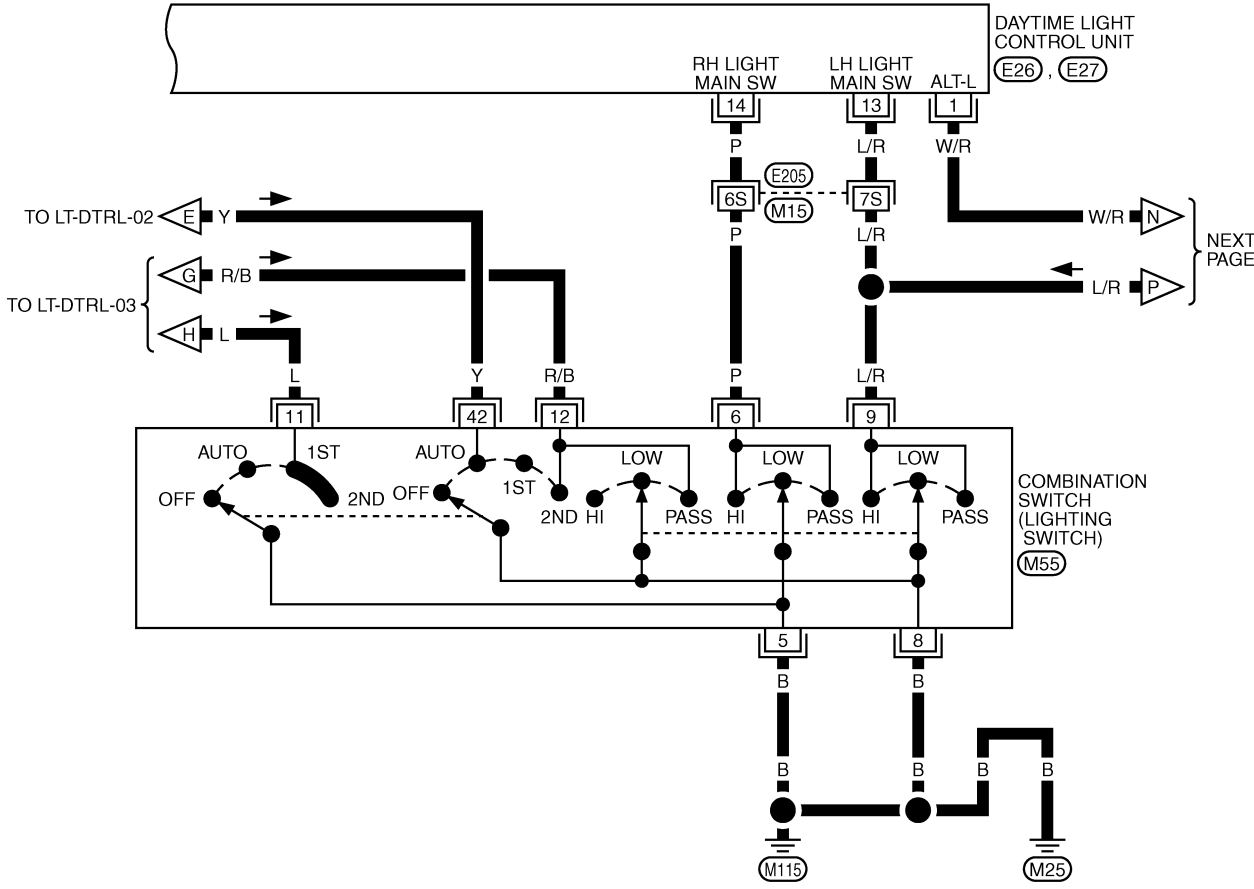 DAYTIME LIGHT
CONTROL UNIT
E26 , E27
RH LIGHT
MAIN SW
LH LIGHT
MAIN SW
ALT-L
14
13
1
P
L/R
W/R
E205
6S
7S
M15
TO LT-DTRL-02
E
Y
W/R
N
P
L/R
NEXT
PAGE
G
R/B
TO LT-DTRL-03
L/R
P
H
L
L
Y
R/B
P
L/R
11
42
12
6
9
AUTO
1ST
OFF
2ND
AUTO
OFF
1ST
2ND
LOW
HI
PASS
LOW
HI
PASS
LOW
HI
PASS
COMBINATION
SWITCH
(LIGHTING
SWITCH)
M55
5
8
B
B
B
B
B
B
M115
M25